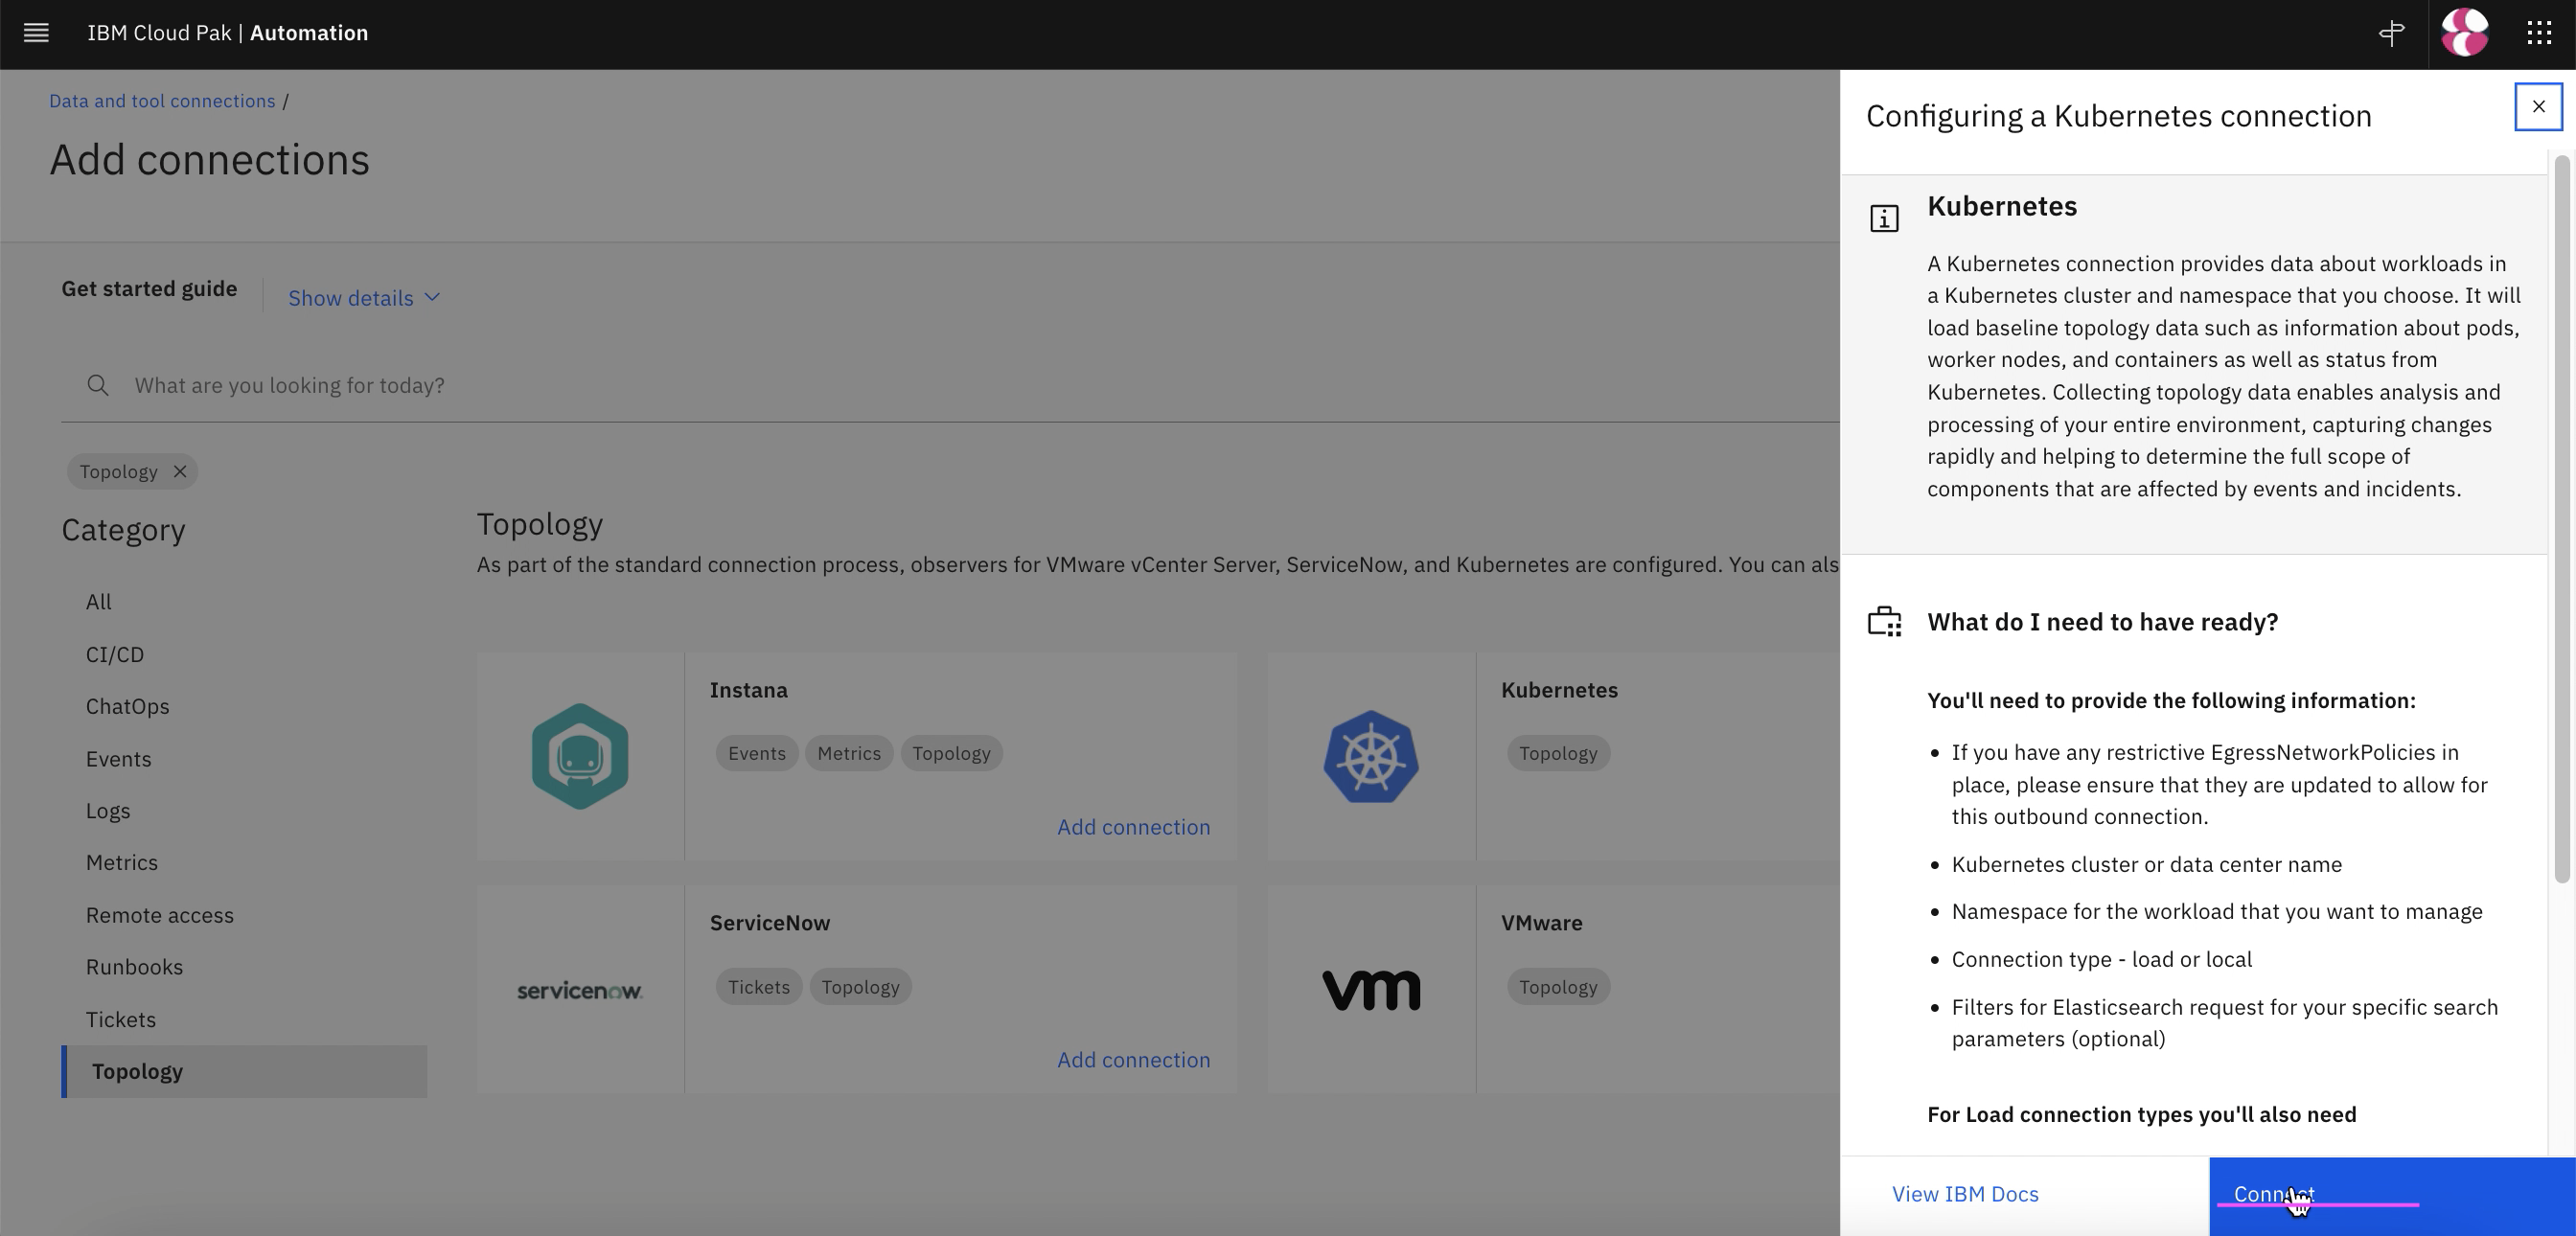 IBM Cloud Pak | Automation
Data and tool connections /
Add connections
Get started guide
Show details
What are you looking for today?
Topology
Category
All
CI/CD
ChatOps
Events
Logs
Metrics
Remote access
Runbooks
Tickets
Topology
Topology
As part of the standard connection process, observers for VMware vCenter Server, ServiceNow, and Kubernetes are configured. You can als
Instana
Events Metrics Topology
Add connection
Kubernetes
Topology
servicenow
ServiceNow
Tickets Topology
Add connection
vm
VMware
Topology
Configuring a Kubernetes connection
Kubernetes
A Kubernetes connection provides data about workloads in
a Kubernetes cluster and namespace that you choose. It will
load baseline topology data such as information about pods,
worker nodes, and containers as well as status from
Kubernetes. Collecting topology data enables analysis and
processing of your entire environment, capturing changes
rapidly and helping to determine the full scope of
components that are affected by events and incidents.
What do I need to have ready?
You'll need to provide the following information:
• If you have any restrictive EgressNetworkPolicies in
place, please ensure that they are updated to allow for
this outbound connection.
• Kubernetes cluster or data center name
• Namespace for the workload that you want to manage
• Connection type - load or local
• Filters for Elasticsearch request for your specific search
parameters (optional)
For Load connection types you'll also need
View IBM Docs
Connect